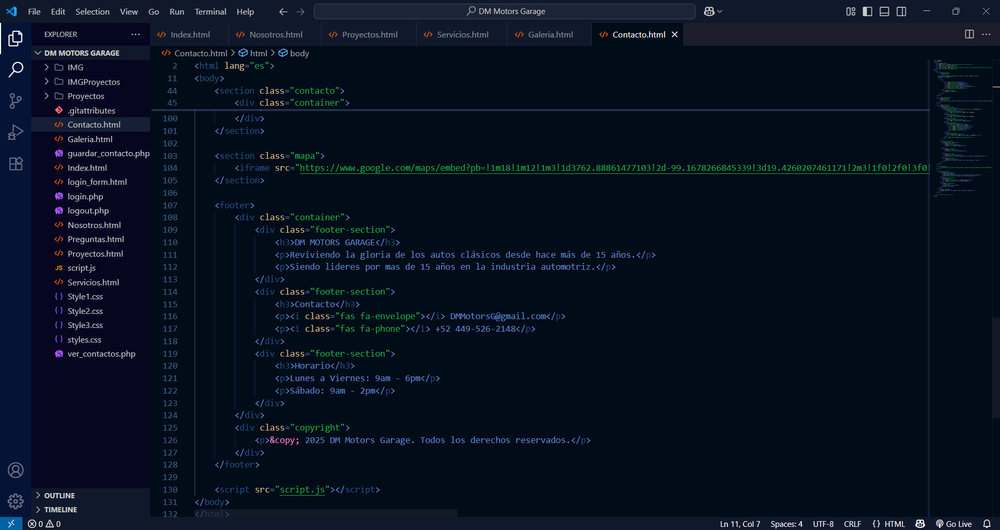 File Edit Selection View Go Run Terminal Help
DM Motors Garage
EXPLORER
Index.html Nosotros.html Proyectos.html Servicios.html Galeria.html Contacto.html
DM MOTORS GARAGE
IMG
IMGProyectos
Proyectos
.gitattributes
Contacto.html
Galeria.html
guardar_contacto.php
Index.html
login_form.html
login.php
logout.php
Nosotros.html
Preguntas.html
Proyectos.html
JS script.js
Servicios.html
{} Style1.css
{} Style2.css
{} Style3.css
{} styles.css
ver_contactos.php
OUTLINE
TIMELINE
Contacto.html > html > body
2 <html lang="es">
11 <body>
44 <section class="contacto">
45 <div class="container">
100 </div>
101 </section>
102
103 <section class="mapa">
104 <iframe src="https://www.google.com/maps/embed?pb=!1m18!1m12!1m3!1d3762.88861477103!2d-99.1678266845339!3d19.4260207461171!2m3!1f0!2f0!3f0!
105 </section>
106
107 <footer>
108 <div class="container">
109 <div class="footer-section">
110 <h3>DM MOTORS GARAGE</h3>
111 <p>Reviviendo la gloria de los autos clásicos desde hace más de 15 años.</p>
112 <p>Siendo lideres por mas de 15 años en la industria automotriz.</p>
113 </div>
114 <div class="footer-section">
115 <h3>Contacto</h3>
116 <p><i class="fas fa-envelope"></i> DMMotorsG@gmail.com</p>
117 <p><i class="fas fa-phone"></i> +52 449-526-2148</p>
118 </div>
119 <div class="footer-section">
120 <h3>Horario</h3>
121 <p>Lunes a Viernes: 9am - 6pm</p>
122 <p>Sábado: 9am - 2pm</p>
123 </div>
124 </div>
125 <div class="copyright">
126 <p>&copy; 2025 DM Motors Garage. Todos los derechos reservados.</p>
127 </div>
128 </footer>
129
130 <script src="script.js"></script>
131 </body>
132 </html>
0 0 Ln 11, Col 7 Spaces: 4 UTF-8 CRLF {} HTML Go Live